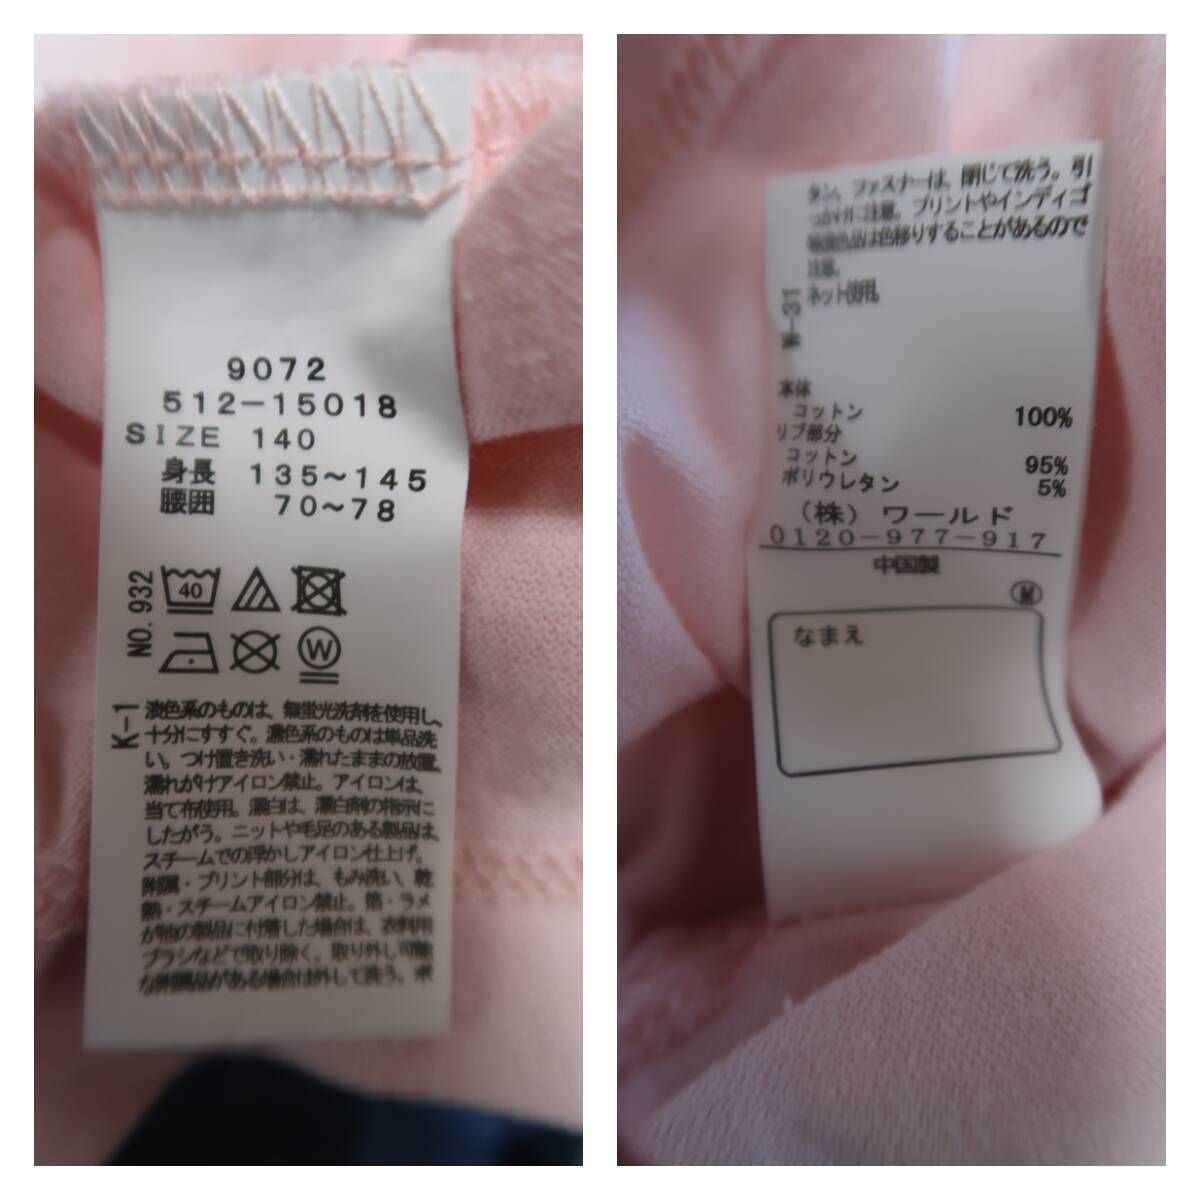 9072
512-15018
SIZE 140
身長 135~145
腰囲 70~78
NO. 932
40
W
K-1
淡色系のものは、無蛍光洗剤を使用し、
十分にすすぐ。濃色系のものは単品洗
い。つけ置き洗い・濡れたままの放置、
濡れがけアイロン禁止。アイロンは、
当て布使用。漂白は、漂白剤の指示に
したがう。ニットや毛足のある製品は、
スチームでの浮かしアイロン仕上げ。
附属・プリント部分は、もみ洗い、乾
熱・スチームアイロン禁止。箔・ラメ
が他の製品に付着した場合は、衣料用
ブラシなどで取り除く。取り外し可能
な附属品がある場合は外して洗う。ボ
タン、ファスナーは、閉じて洗う。引
っかけに注意。プリントやインディゴ
等濃色品は色移りすることがあるので
注意。
ネット使用。
W-31
本体
コットン 100%
リブ部分
コットン 95%
ポリウレタン 5%
(株) ワールド
0120-977-917
中国製
M
なまえ